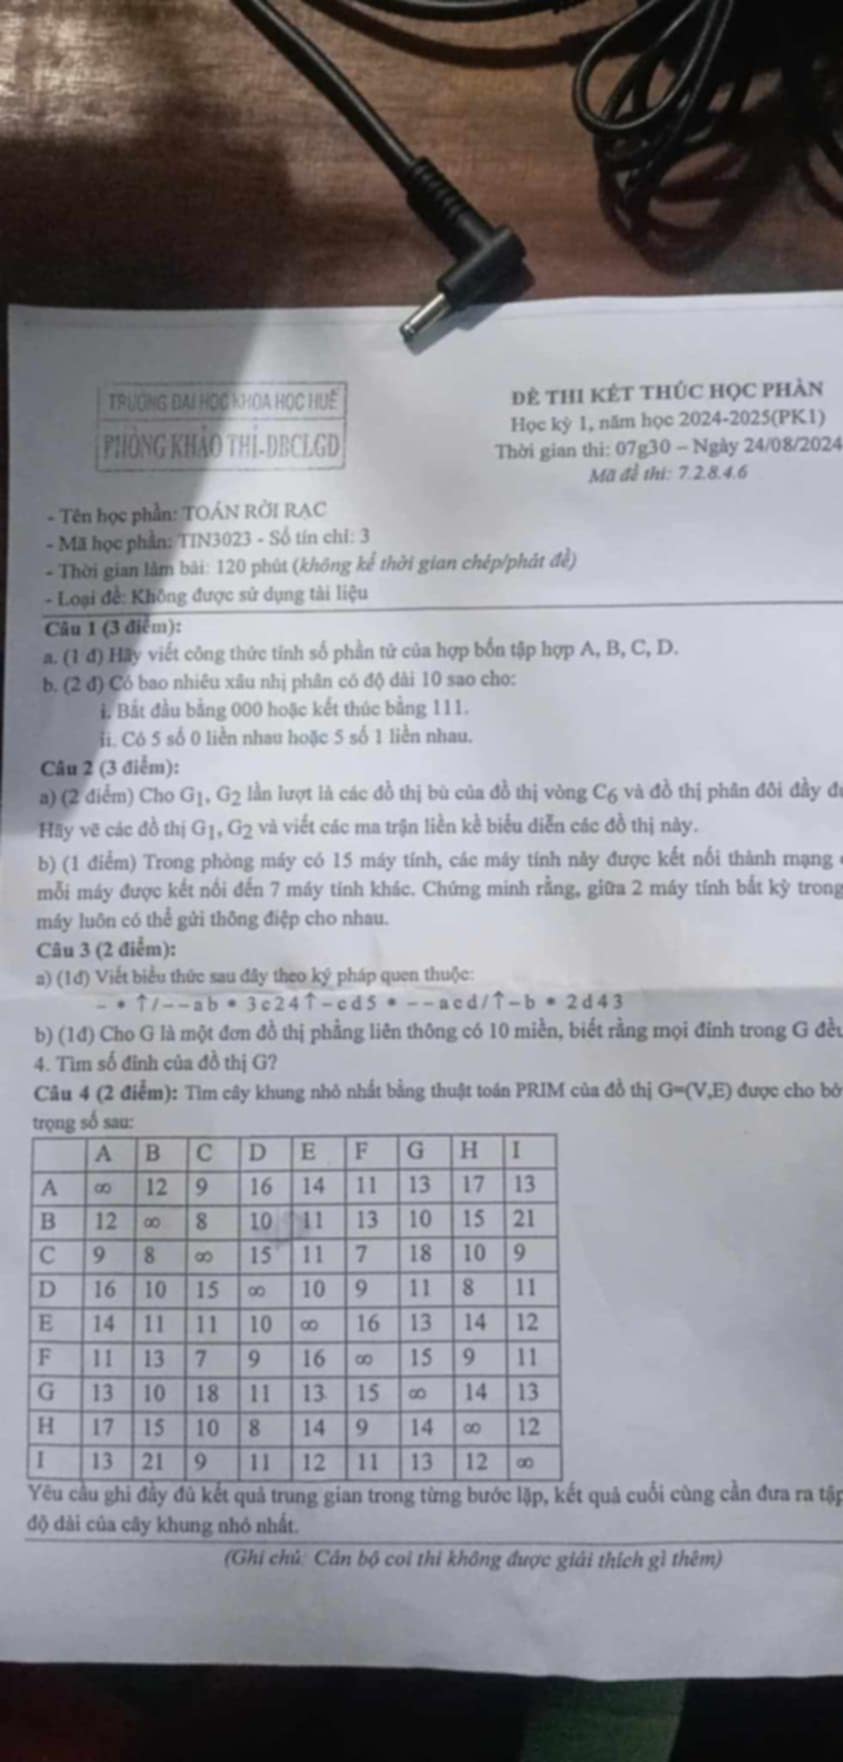 TRƯỜNG ĐẠI HỌC KHOA HỌC HUẾ
PHÒNG KHẢO THÍ-ĐBCLGD
ĐỀ THI KẾT THÚC HỌC PHẦN
Học kỳ 1, năm học 2024-2025(PK1)
Thời gian thi: 07g30 – Ngày 24/08/2024
Mã đề thi: 7.2.8.4.6
- Tên học phần: TOÁN RỜI RẠC
- Mã học phần: TIN3023 - Số tín chỉ: 3
- Thời gian làm bài: 120 phút (không kể thời gian chép/phát đề)
- Loại đề: Không được sử dụng tài liệu
Câu 1 (3 điểm):
a. (1 đ) Hãy viết công thức tính số phần tử của hợp bốn tập hợp A, B, C, D.
b. (2 đ) Có bao nhiêu xâu nhị phân có độ dài 10 sao cho:
i. Bắt đầu bằng 000 hoặc kết thúc bằng 111.
ii. Có 5 số 0 liền nhau hoặc 5 số 1 liền nhau.
Câu 2 (3 điểm):
a) (2 điểm) Cho G1, G2 lần lượt là các đồ thị bù của đồ thị vòng C6 và đồ thị phân đôi đầy
Hãy vẽ các đồ thị G1, G2 và viết các ma trận liền kề biểu diễn các đồ thị này.
b) (1 điểm) Trong phòng máy có 15 máy tính, các máy tính này được kết nối thành mạng
mỗi máy được kết nối đến 7 máy tính khác. Chứng minh rằng, giữa 2 máy tính bất kỳ trong
máy luôn có thể gửi thông điệp cho nhau.
Câu 3 (2 điểm):
a) (1đ) Viết biểu thức sau đây theo ký pháp quen thuộc:
– * ↑ / – – a b * 3 c 2 4 ↑ – c d 5 * – – a c d / ↑ – b * 2 d 4 3
b) (1đ) Cho G là một đơn đồ thị phẳng liên thông có 10 miền, biết rằng mọi đỉnh trong G đều
4. Tìm số đỉnh của đồ thị G?
Câu 4 (2 điểm): Tìm cây khung nhỏ nhất bằng thuật toán PRIM của đồ thị G=(V,E) được cho
trọng số sau:
A B C D E F G H I
A ∞ 12 9 16 14 11 13 17 13
B 12 ∞ 8 10 11 13 10 15 21
C 9 8 ∞ 15 11 7 18 10 9
D 16 10 15 ∞ 10 9 11 8 11
E 14 11 11 10 ∞ 16 13 14 12
F 11 13 7 9 16 ∞ 15 9 11
G 13 10 18 11 13 15 ∞ 14 13
H 17 15 10 8 14 9 14 ∞ 12
I 13 21 9 11 12 11 13 12 ∞
Yêu cầu ghi đầy đủ kết quả trung gian trong từng bước lặp, kết quả cuối cùng cần đưa ra tập
độ dài của cây khung nhỏ nhất.
(Ghi chú: Cán bộ coi thi không được giải thích gì thêm)